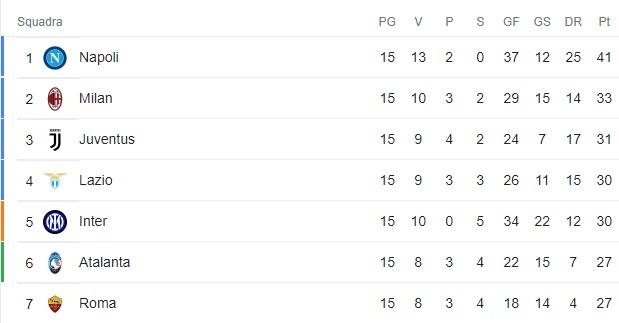 Squadra PG V P S GF GS DR Pt
1 Napoli 15 13 2 0 37 12 25 41
2 Milan 15 10 3 2 29 15 14 33
3 Juventus 15 9 4 2 24 7 17 31
4 Lazio 15 9 3 3 26 11 15 30
5 Inter 15 10 0 5 34 22 12 30
6 Atalanta 15 8 3 4 22 15 7 27
7 Roma 15 8 3 4 18 14 4 27